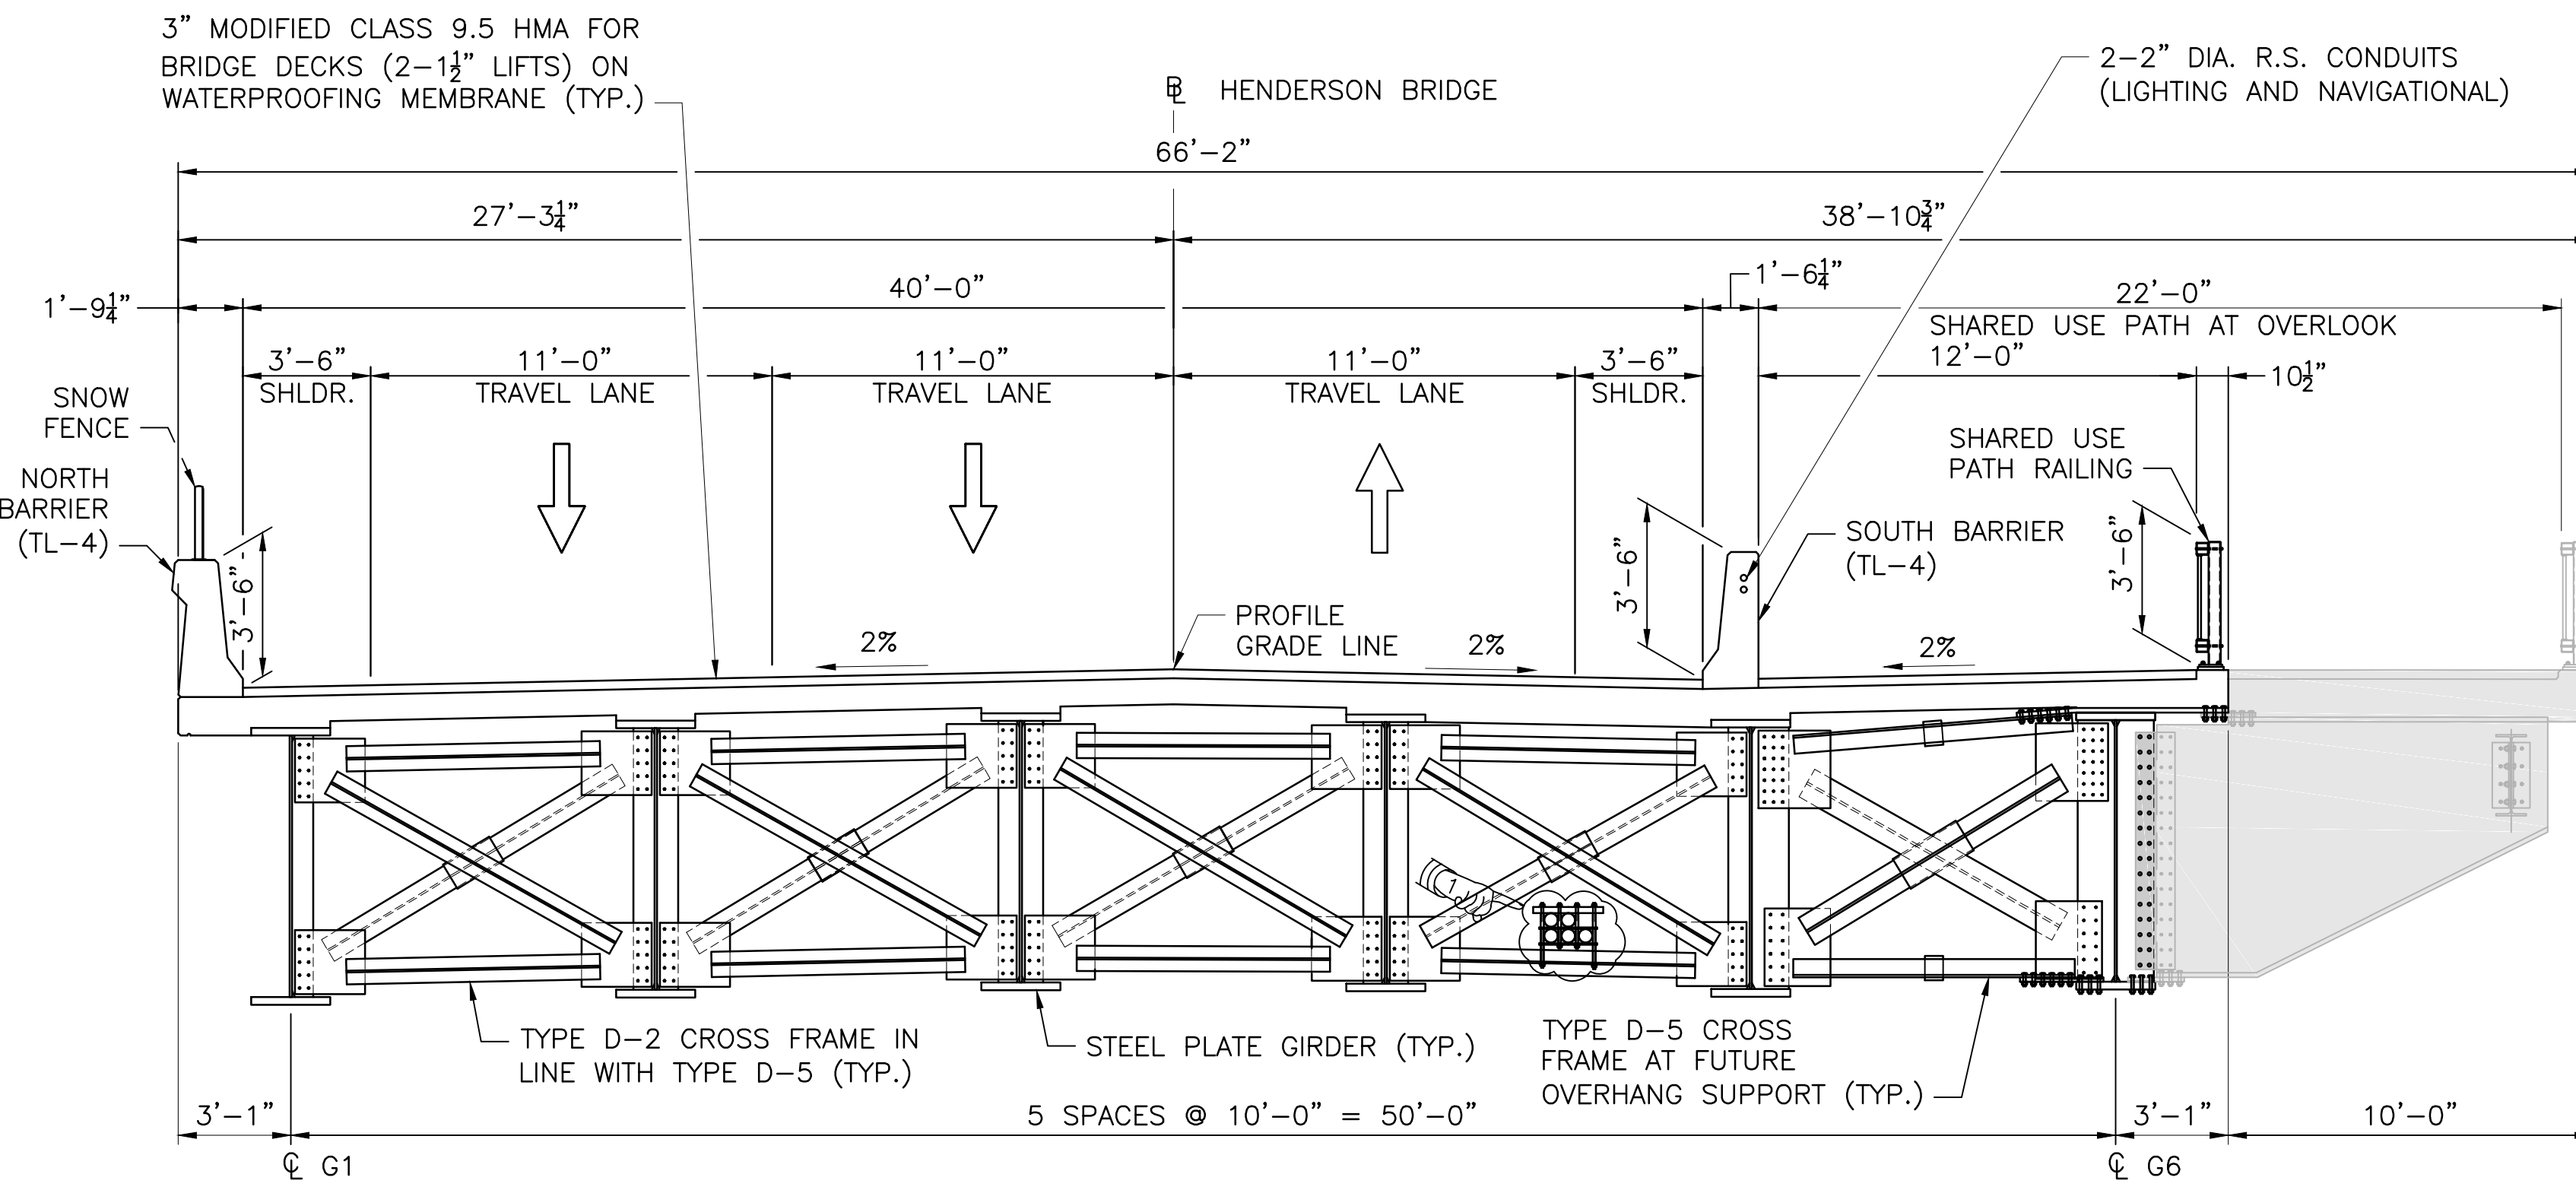 3” MODIFIED CLASS 9.5 HMA FOR
BRIDGE DECKS (2-1½” LIFTS) ON
WATERPROOFING MEMBRANE (TYP.)
℄ HENDERSON BRIDGE
2-2” DIA. R.S. CONDUITS
(LIGHTING AND NAVIGATIONAL)
66'-2”
27'-3¼”
38'-10¾”
1'-9¼”
40'-0”
1'-6¼”
22'-0”
SHARED USE PATH AT OVERLOOK
3'-6”
SHLDR.
11'-0”
TRAVEL LANE
11'-0”
TRAVEL LANE
11'-0”
TRAVEL LANE
3'-6”
SHLDR.
12'-0”
10½”
SNOW
FENCE
NORTH
BARRIER
(TL-4)
3'-6”
3'-6”
SOUTH BARRIER
(TL-4)
SHARED USE
PATH RAILING
3'-6”
2%
PROFILE
GRADE LINE
2%
2%
1
TYPE D-2 CROSS FRAME IN
LINE WITH TYPE D-5 (TYP.)
STEEL PLATE GIRDER (TYP.)
TYPE D-5 CROSS
FRAME AT FUTURE
OVERHANG SUPPORT (TYP.)
3'-1”
5 SPACES @ 10'-0” = 50'-0”
3'-1”
10'-0”
℄ G1
℄ G6